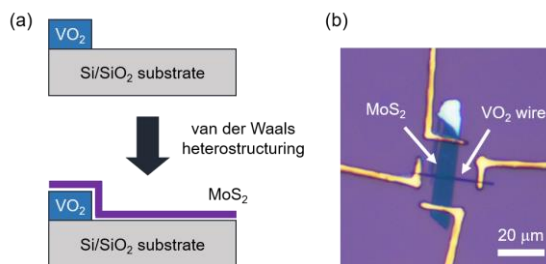 (a)
VO₂
Si/SiO₂ substrate
van der Waals
heterostructuring
MoS₂
VO₂
Si/SiO₂ substrate
(b)
MoS₂
VO₂ wire
20 μm